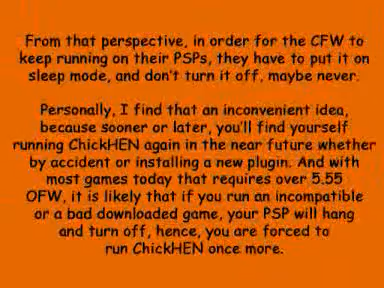 From that perspective, in order for the CFW to
keep running on their PSPs, they have to put it on
sleep mode, and don't turn it off, maybe never.
Personally, I find that an inconvenient idea,
because sooner or later, you'll find yourself
running ChickHEN again in the near future whether
by accident or installing a new plugin. And with
most games today that requires over 5.55
OFW, it is likely that if you run an incompatible
or a bad downloaded game, your PSP will hang
and turn off, hence, you are forced to
run ChickHEN once more.